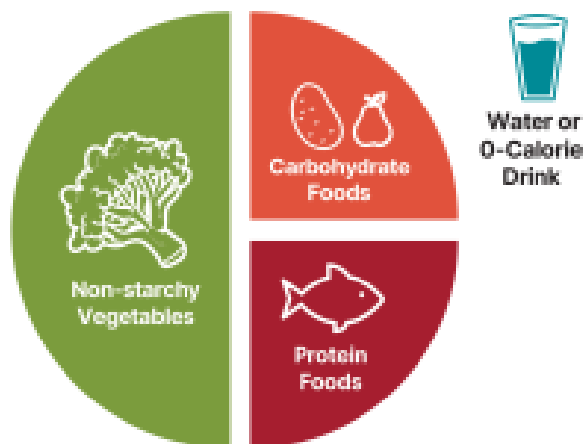 Non-starchy
Vegetables
Carbohydrate
Foods
Protein
Foods
Water or
0-Calorie
Drink